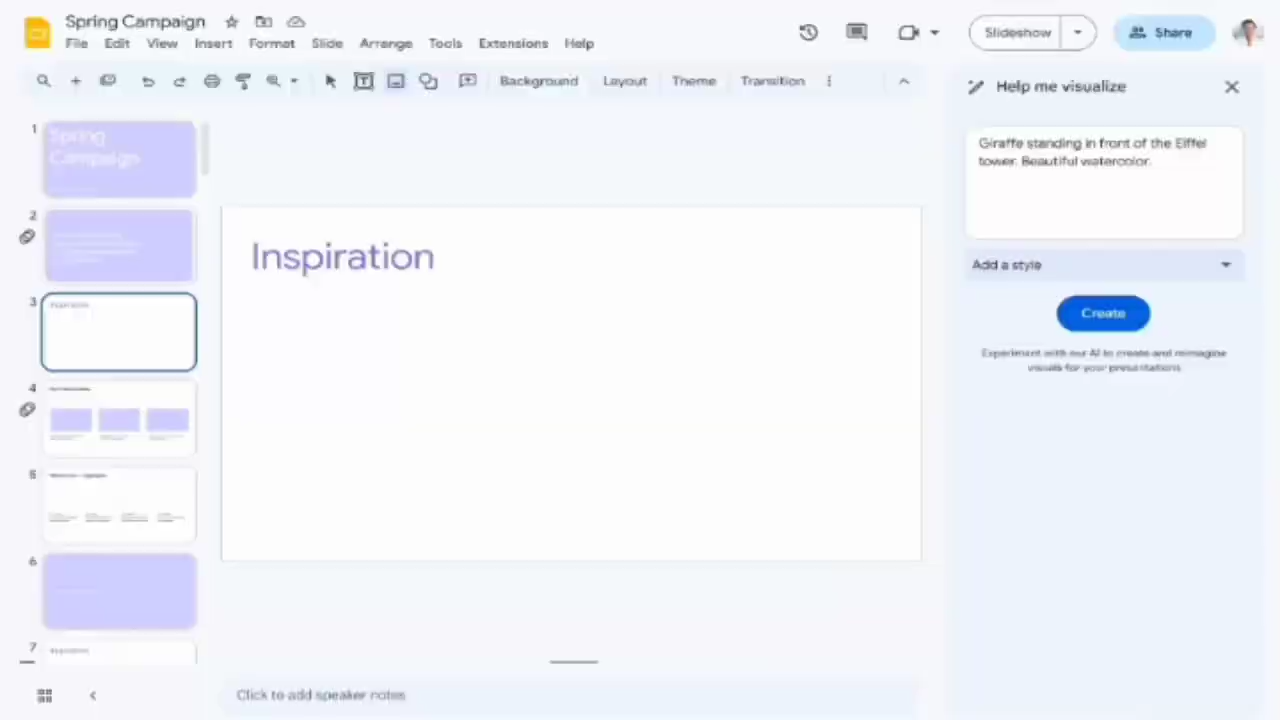 Spring Campaign
File Edit View Insert Format Slide Arrange Tools Extensions Help
Slideshow
Share
Background Layout Theme Transition
Help me visualize
Giraffe standing in front of the Eiffel
tower. Beautiful watercolor.
Add a style
Create
Experiment with our AI to create and reimagine
visuals for your presentations
1
Spring
Campaign
2
3
Inspiration
4
5
6
7
Inspiration
Inspiration
Click to add speaker notes